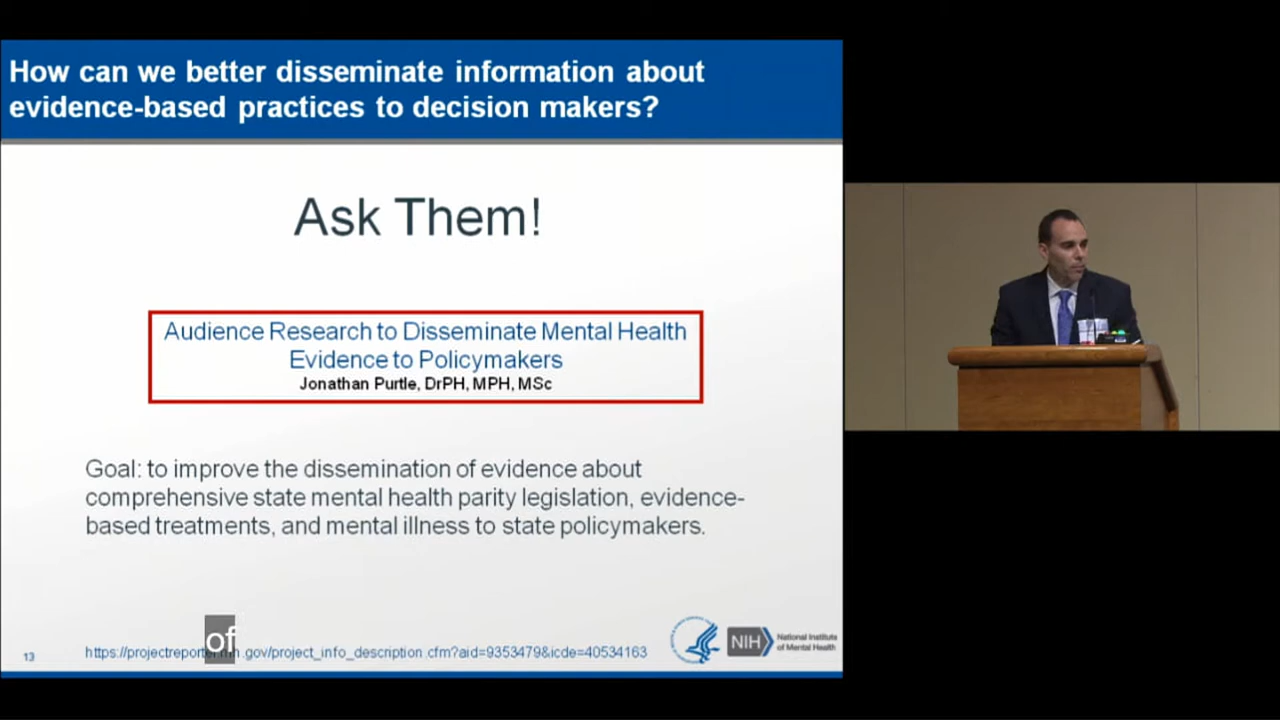 How can we better disseminate information about
evidence-based practices to decision makers?
Ask Them!
Audience Research to Disseminate Mental Health
Evidence to Policymakers
Jonathan Purtle, DrPH, MPH, MSc
Goal: to improve the dissemination of evidence about
comprehensive state mental health parity legislation, evidence-
based treatments, and mental illness to state policymakers.
of
13
https://projectreporter.nih.gov/project_info_description.cfm?aid=9353479&icde=40534163
NIH
National Institute
of Mental Health